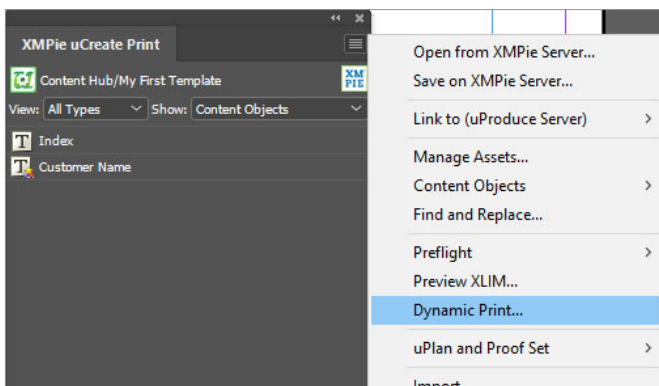 XMPie uCreate Print
Content Hub/My First Template
XM
PIE
View: All Types Show: Content Objects
T Index
T Customer Name
Open from XMPie Server...
Save on XMPie Server...
Link to (uProduce Server)
Manage Assets...
Content Objects
Find and Replace...
Preflight
Preview XLIM...
Dynamic Print...
uPlan and Proof Set
Import